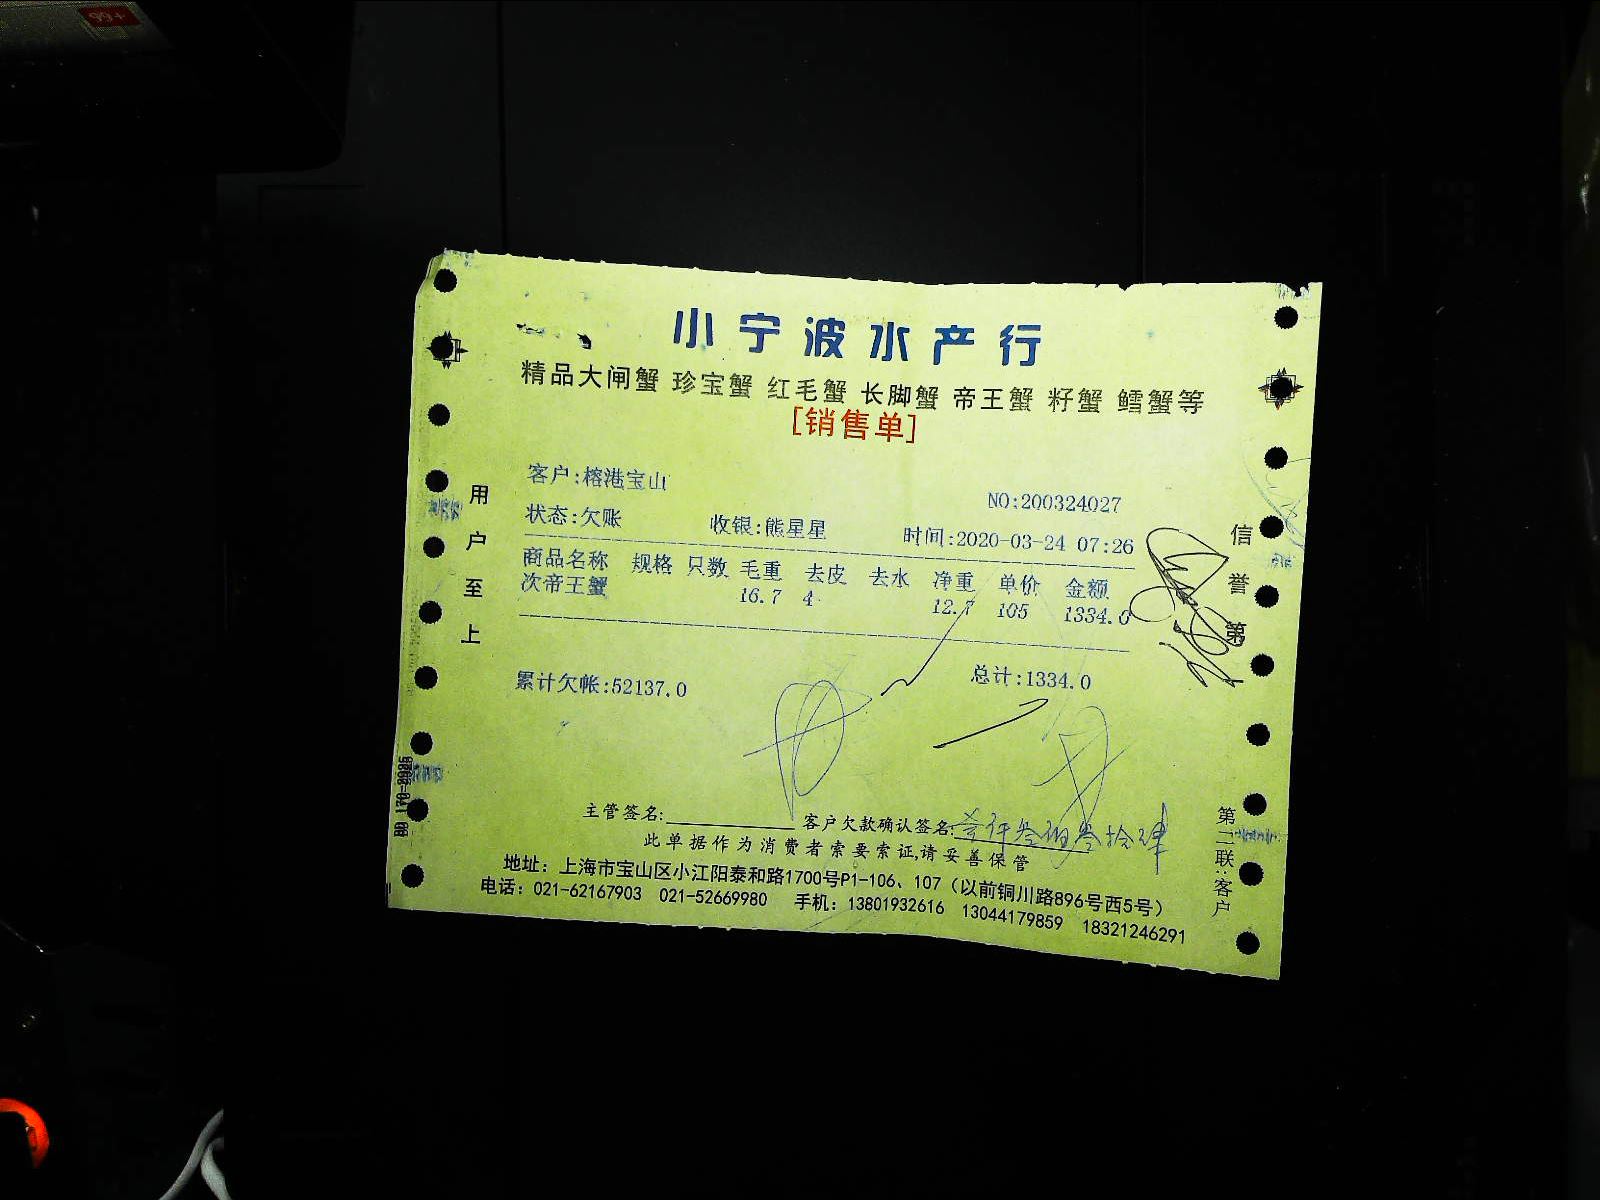 99+
小宁波水产行
精品大闸蟹 珍宝蟹 红毛蟹 长脚蟹 帝王蟹 籽蟹 鳕蟹等
[销售单]
客户:榕港宝山
NO:200324027
状态:欠账 收银:熊星星 时间:2020-03-24 07:26
商品名称 规格 只数 毛重 去皮 去水 净重 单价 金额
次帝王蟹 16.7 4 12.7 105 1334.0
累计欠帐:52137.0 总计:1334.0
主管签名: 客户欠款确认签名: 壹仟叁佰叁拾肆
此单据作为消费者索要索证,请妥善保管
地址: 上海市宝山区小江阳泰和路1700号P1-106、107（以前铜川路896号西5号）
电话: 021-62167903 021-52669980 手机: 13801932616 13044179859 18321246291
用户至上
信誉第
第二联:客户